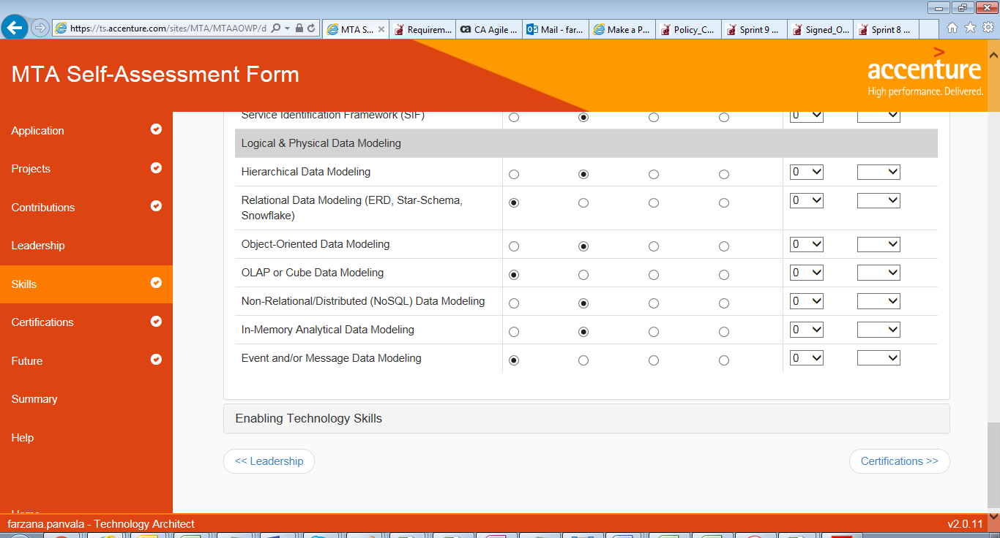 https://ts.accenture.com/sites/MTA/MTAAOWP/d
MTA S...
Requirem...
CA Agile ...
Mail - far...
Make a P...
Policy_C...
Sprint 9 ...
Signed_O...
Sprint 8 ...
MTA Self-Assessment Form
>
accenture
High performance. Delivered.
Application
Projects
Contributions
Leadership
Skills
Certifications
Future
Summary
Help
Service Identification Framework (SIF) 0
Logical & Physical Data Modeling
Hierarchical Data Modeling 0
Relational Data Modeling (ERD, Star-Schema,
Snowflake) 0
Object-Oriented Data Modeling 0
OLAP or Cube Data Modeling 0
Non-Relational/Distributed (NoSQL) Data Modeling 0
In-Memory Analytical Data Modeling 0
Event and/or Message Data Modeling 0
Enabling Technology Skills
<< Leadership
Certifications >>
farzana.panvala - Technology Architect
v2.0.11